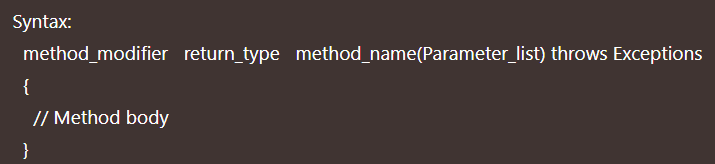 Syntax:
method_modifier return_type method_name(Parameter_list) throws Exceptions
{
// Method body
}